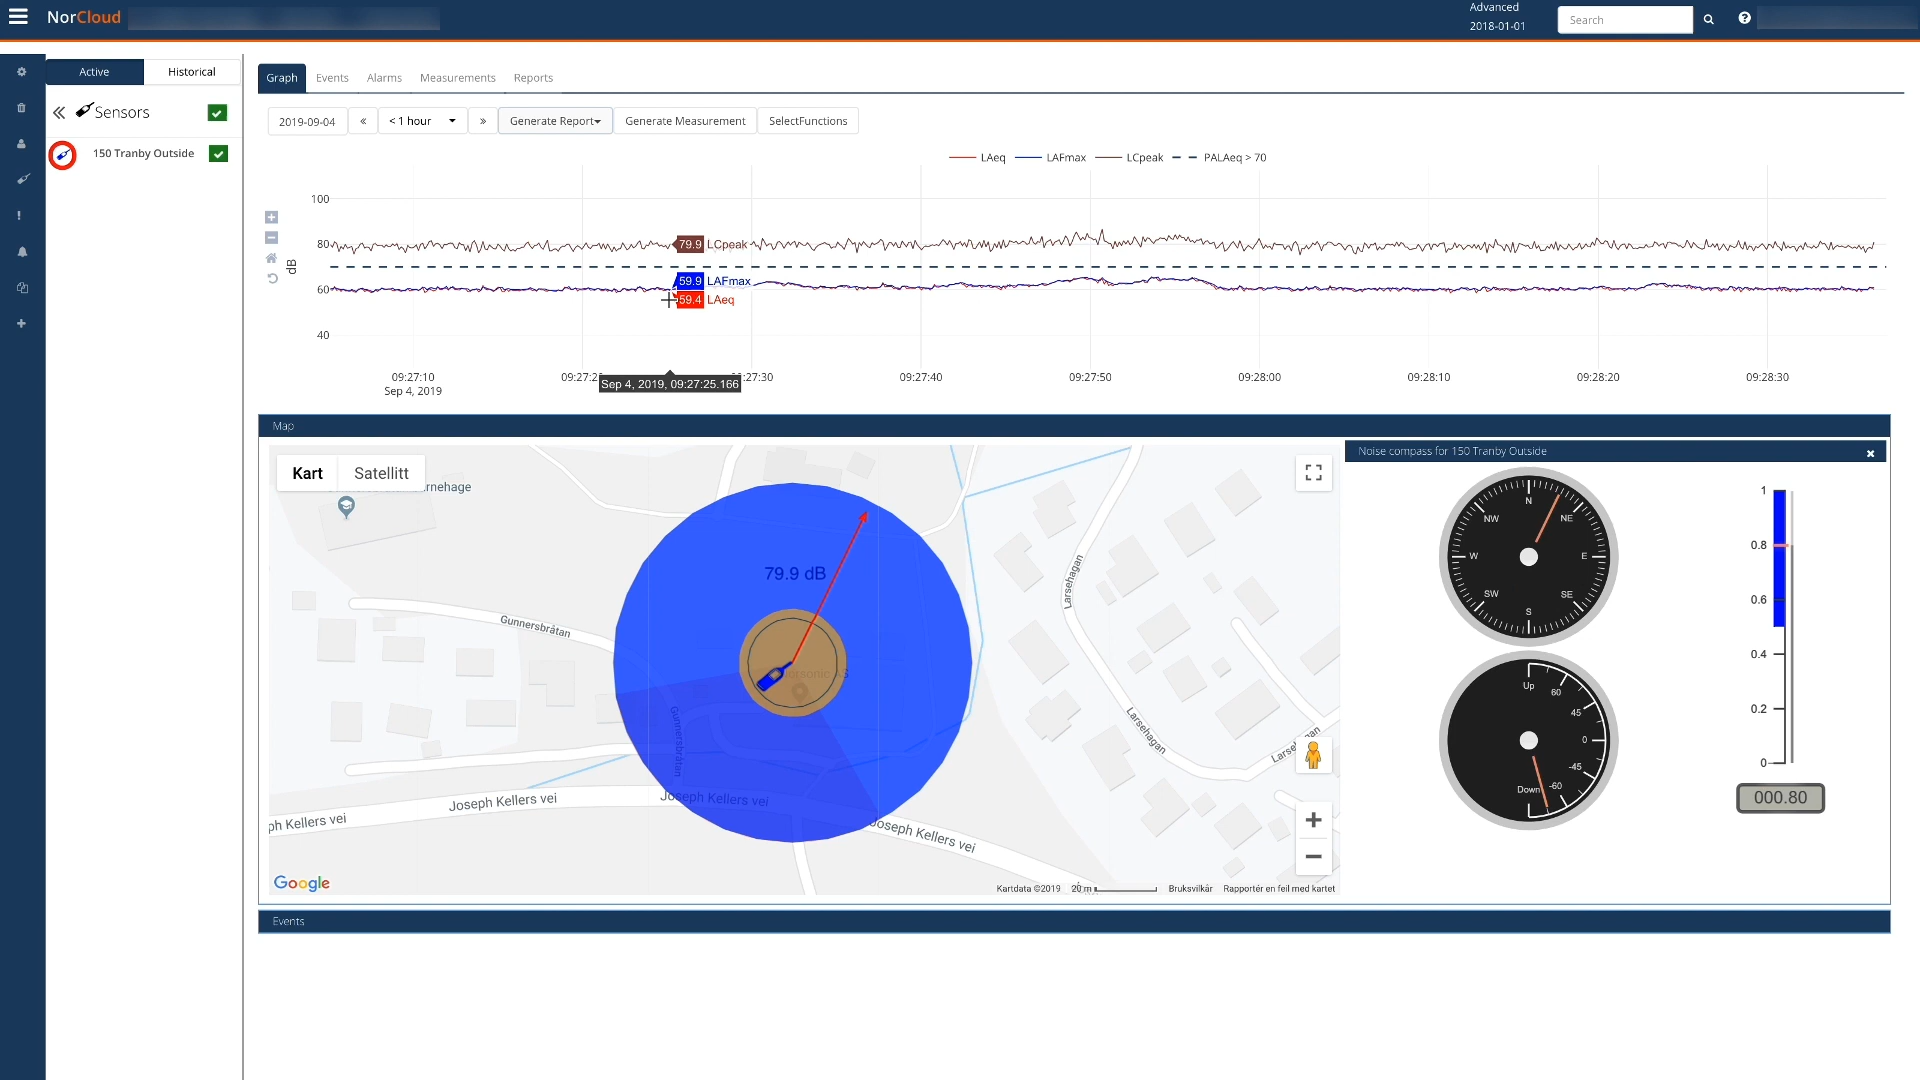 NorCloud
Advanced
2018-01-01
Search
Active
Historical
Sensors
150 Tranby Outside
Graph
Events
Alarms
Measurements
Reports
2019-09-04
«
< 1 hour
»
Generate Report
Generate Measurement
SelectFunctions
LAeq
LAFmax
LCpeak
PALAeq > 70
100
80
60
40
dB
79.9 LCpeak
59.9 LAFmax
59.4 LAeq
09:27:10
Sep 4, 2019
Sep 4, 2019, 09:27:25.166
:27:30
09:27:40
09:27:50
09:28:00
09:28:10
09:28:20
09:28:30
Map
Kart
Satellitt
rnehage
79.9 dB
Gunnersbråtan
Gunnersbråtan
Larsehagan
Larsehagan
Joseph Kellers vei
Joseph Kellers vei
Joseph Kellers vei
ph Kellers vei
Google
Kartdata ©2019
20 m
Bruksvilkår
Rapportér en feil med kartet
Noise compass for 150 Tranby Outside
N
NE
E
SE
S
SW
W
NW
Up
60
45
0
-45
-60
Down
1
0.8
0.6
0.4
0.2
0
000.80
Events